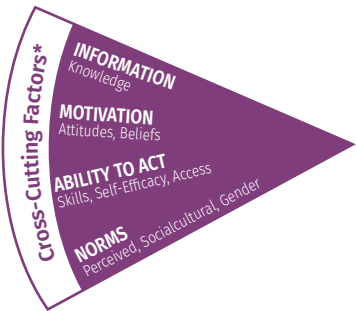 Cross-Cutting Factors*
INFORMATION
Knowledge
MOTIVATION
Attitudes, Beliefs
ABILITY TO ACT
Skills, Self-Efficacy, Access
NORMS
Perceived, Socialcultural, Gender